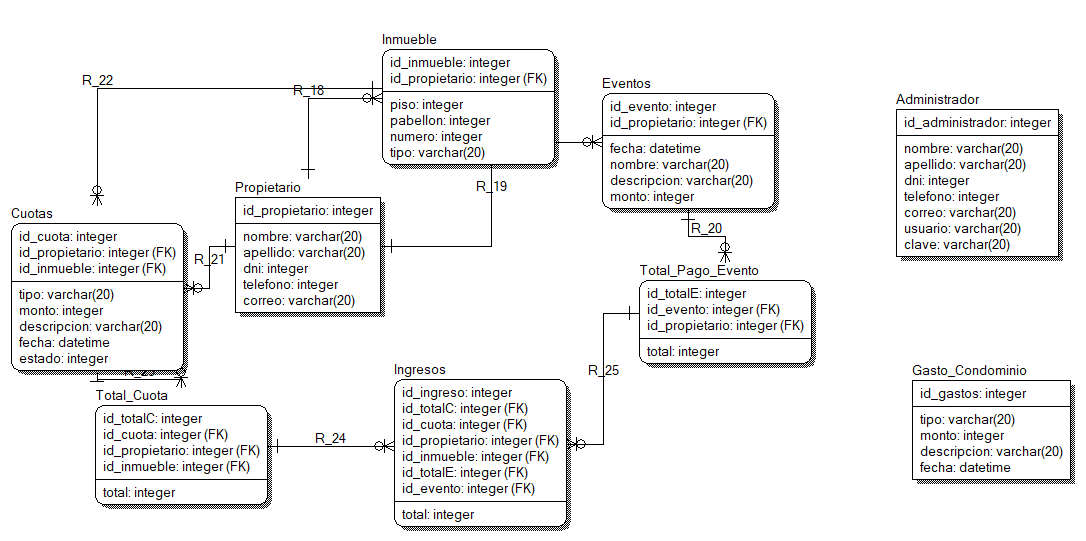 Inmueble
id_inmueble: integer
id_propietario: integer (FK)
piso: integer
pabellon: integer
numero: integer
tipo: varchar(20)
R_22
R_18
Eventos
id_evento: integer
id_propietario: integer (FK)
fecha: datetime
nombre: varchar(20)
descripcion: varchar(20)
monto: integer
Administrador
id_administrador: integer
nombre: varchar(20)
apellido: varchar(20)
dni: integer
telefono: integer
correo: varchar(20)
usuario: varchar(20)
clave: varchar(20)
R_19
Propietario
id_propietario: integer
nombre: varchar(20)
apellido: varchar(20)
dni: integer
telefono: integer
correo: varchar(20)
Cuotas
id_cuota: integer
id_propietario: integer (FK)
id_inmueble: integer (FK)
tipo: varchar(20)
monto: integer
descripcion: varchar(20)
fecha: datetime
estado: integer
R_21
R_20
Total_Pago_Evento
id_totalE: integer
id_evento: integer (FK)
id_propietario: integer (FK)
total: integer
R_25
Ingresos
id_ingreso: integer
id_totalC: integer (FK)
id_cuota: integer (FK)
id_propietario: integer (FK)
id_inmueble: integer (FK)
id_totalE: integer (FK)
id_evento: integer (FK)
total: integer
Gasto_Condominio
id_gastos: integer
tipo: varchar(20)
monto: integer
descripcion: varchar(20)
fecha: datetime
R_23
Total_Cuota
id_totalC: integer
id_cuota: integer (FK)
id_propietario: integer (FK)
id_inmueble: integer (FK)
total: integer
R_24